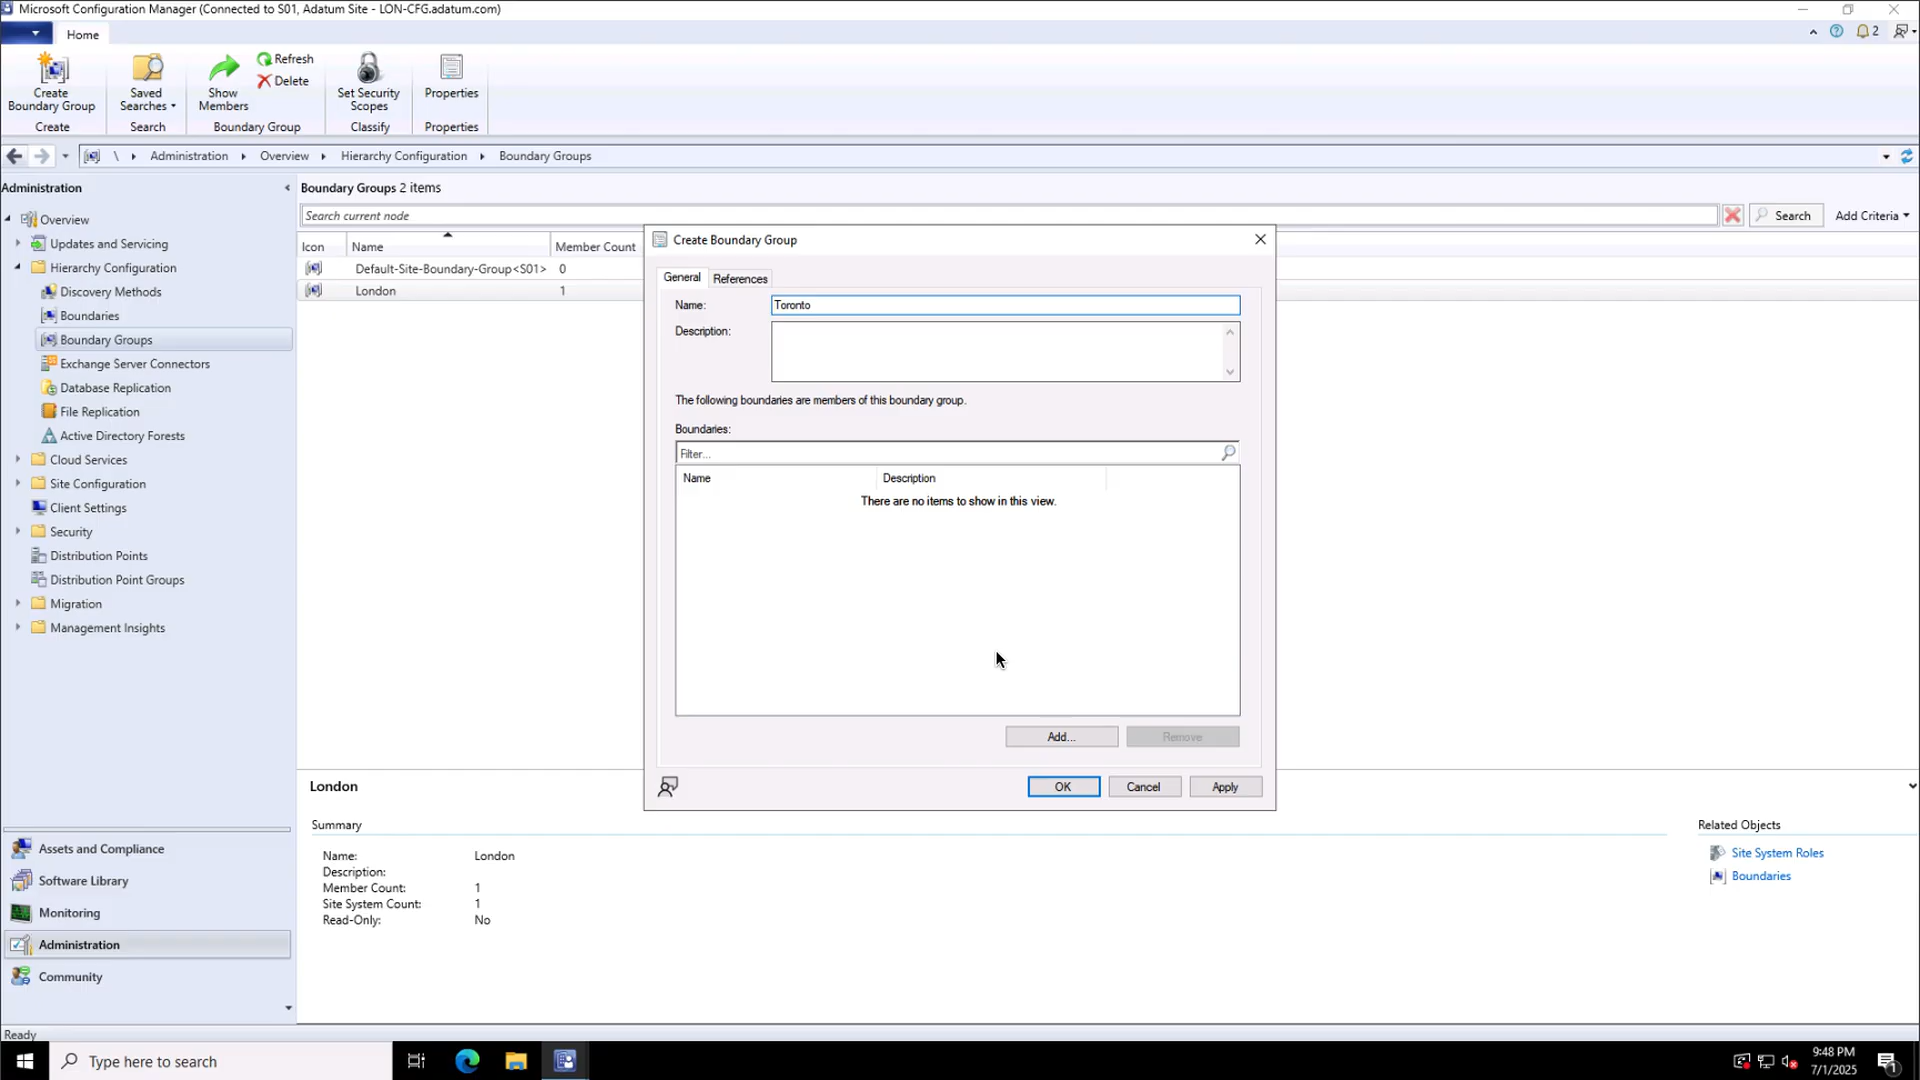 Microsoft Configuration Manager (Connected to S01, Adatum Site - LON-CFG.adatum.com)
Home
2
Create
Boundary Group
Saved
Searches
Show
Members
Refresh
Delete
Set Security
Scopes
Properties
Create
Search
Boundary Group
Classify
Properties
\ Administration Overview Hierarchy Configuration Boundary Groups
Administration
Overview
Updates and Servicing
Hierarchy Configuration
Discovery Methods
Boundaries
Boundary Groups
Exchange Server Connectors
Database Replication
File Replication
Active Directory Forests
Cloud Services
Site Configuration
Client Settings
Security
Distribution Points
Distribution Point Groups
Migration
Management Insights
Assets and Compliance
Software Library
Monitoring
Administration
Community
Boundary Groups 2 items
Search current node
Search
Add Criteria
Icon Name Member Count
Default-Site-Boundary-Group<S01> 0
London 1
Create Boundary Group
General References
Name: Toronto
Description:
The following boundaries are members of this boundary group.
Boundaries:
Filter...
Name Description
There are no items to show in this view.
Add... Remove
OK Cancel Apply
London
Summary
Name: London
Description:
Member Count: 1
Site System Count: 1
Read-Only: No
Related Objects
Site System Roles
Boundaries
Ready
Type here to search
9:48 PM
7/1/2025
1